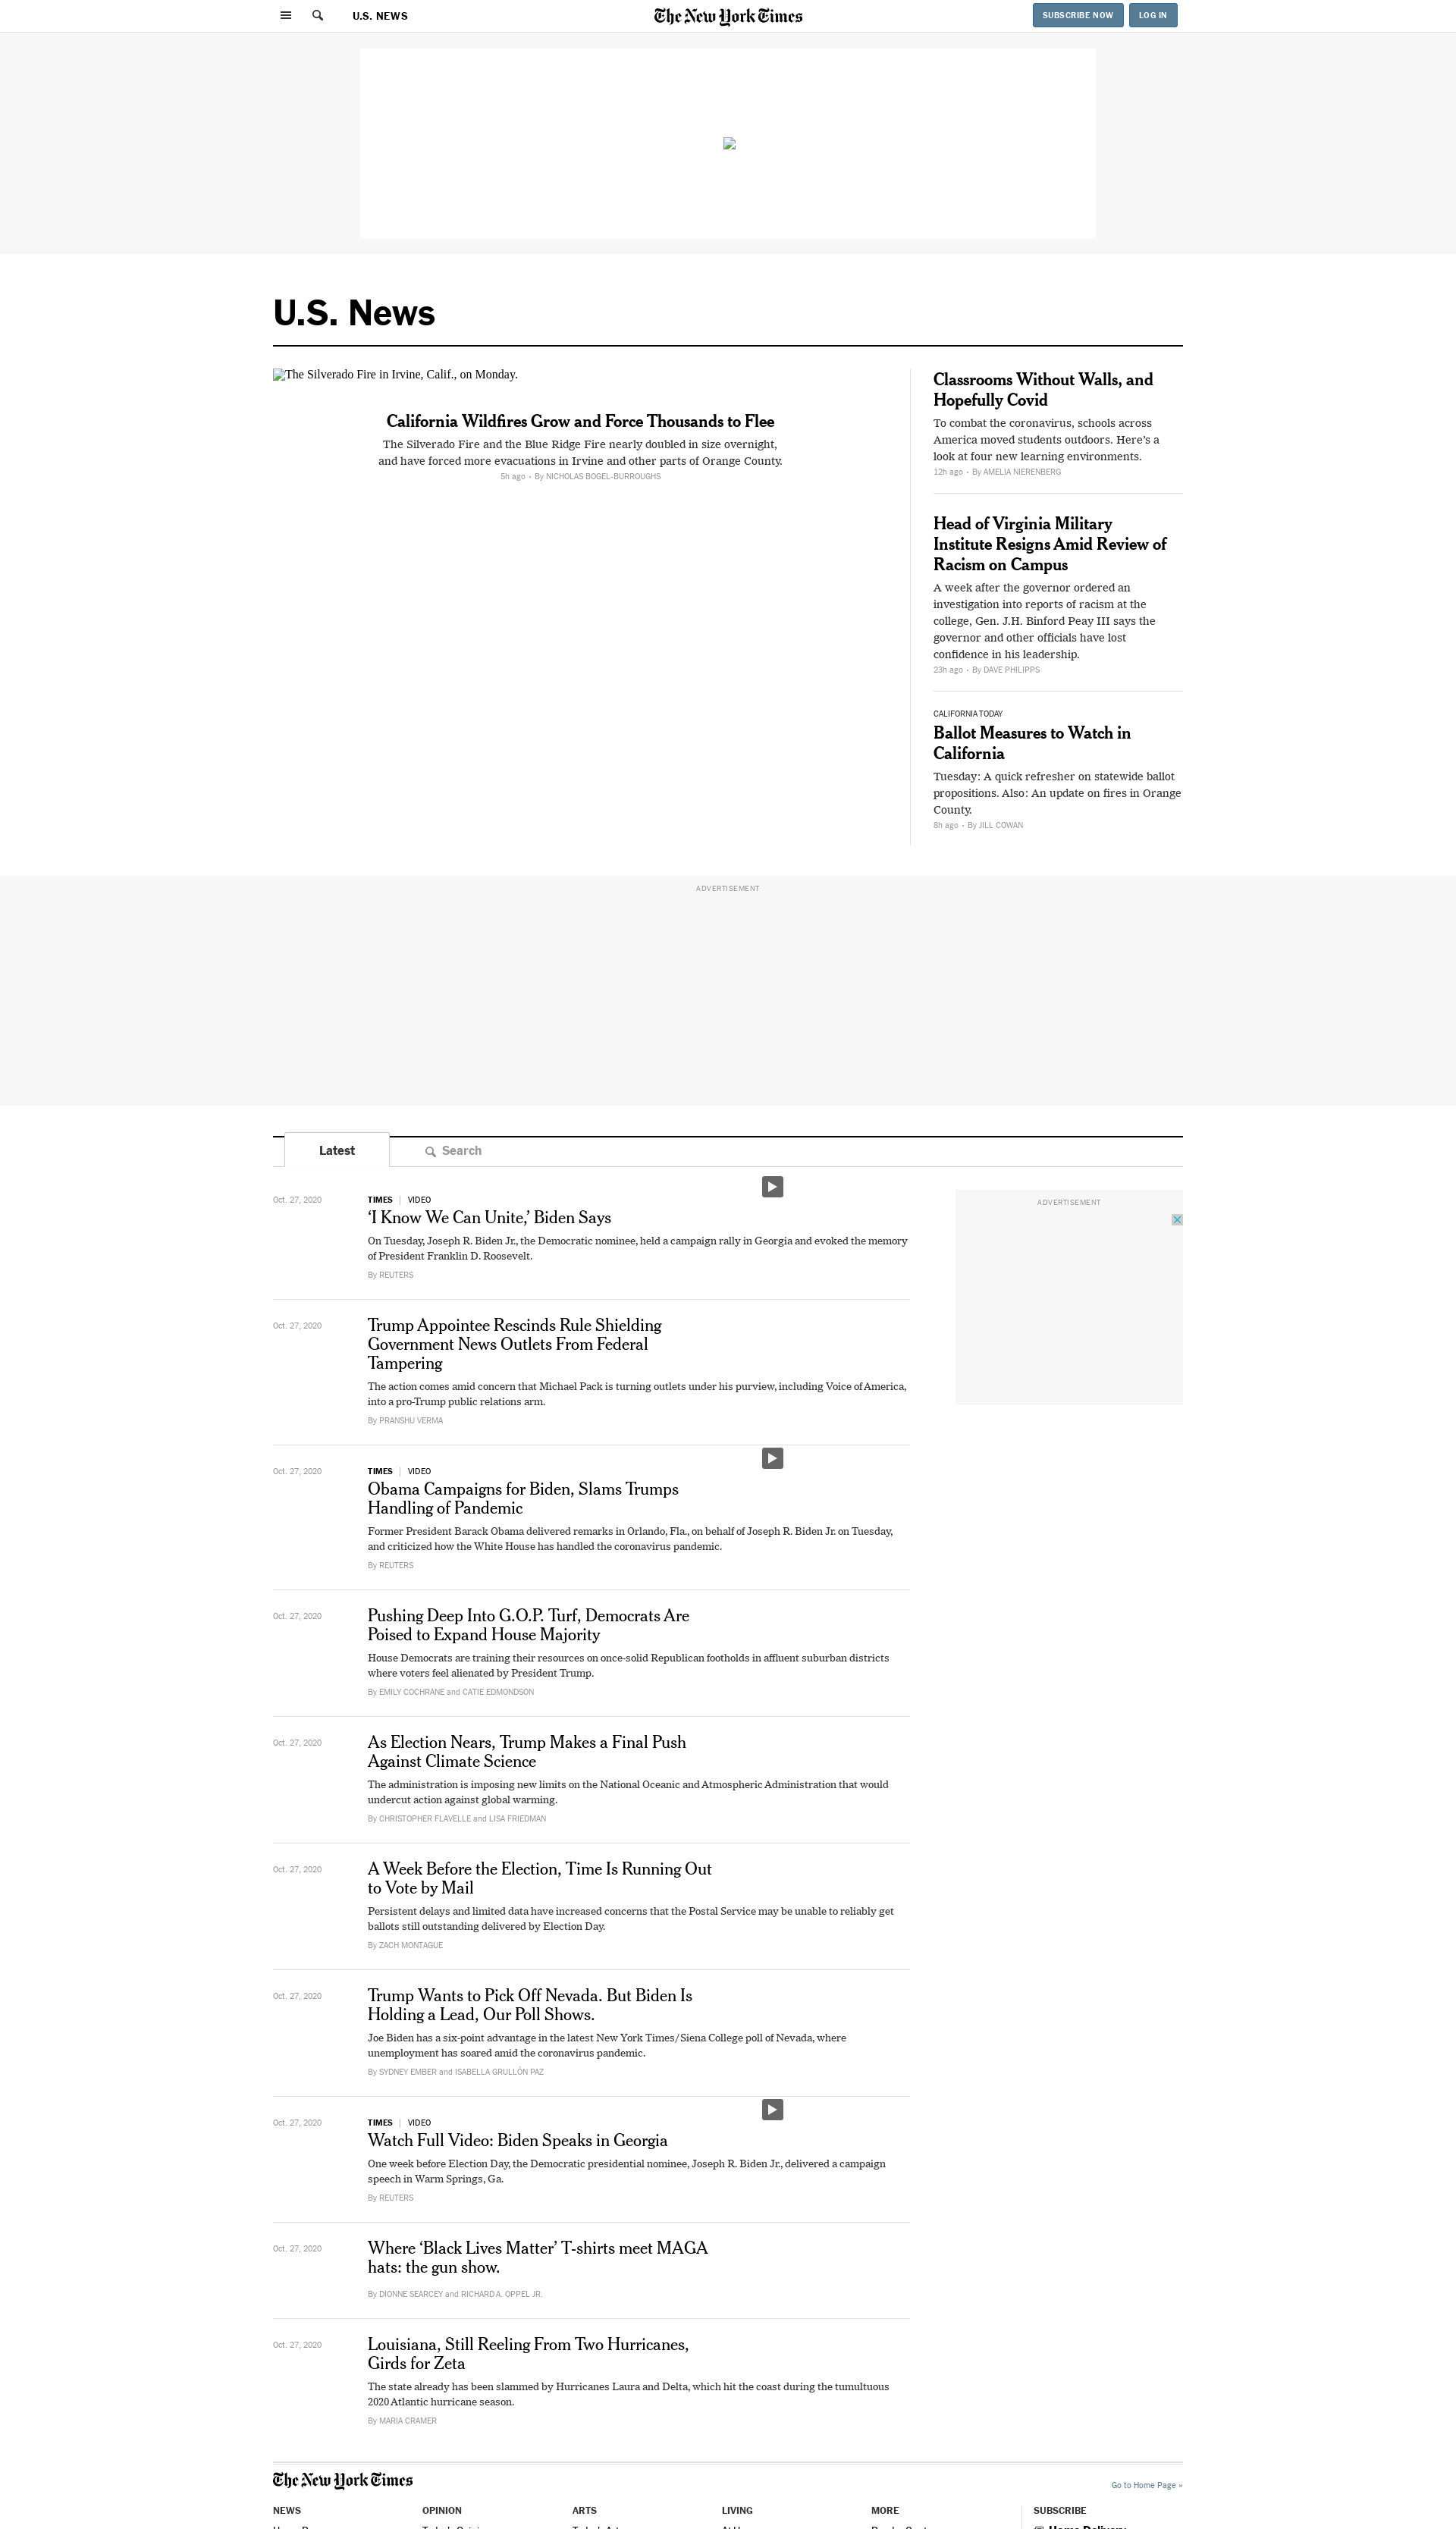 U.S. NEWS
The New York Times
SUBSCRIBE NOW
LOG IN
U.S. News
The Silverado Fire in Irvine, Calif., on Monday.
California Wildfires Grow and Force Thousands to Flee
The Silverado Fire and the Blue Ridge Fire nearly doubled in size overnight,
and have forced more evacuations in Irvine and other parts of Orange County.
5h ago • By NICHOLAS BOGEL-BURROUGHS
Classrooms Without Walls, and
Hopefully Covid
To combat the coronavirus, schools across
America moved students outdoors. Here's a
look at four new learning environments.
12h ago • By AMELIA NIERENBERG
Head of Virginia Military
Institute Resigns Amid Review of
Racism on Campus
A week after the governor ordered an
investigation into reports of racism at the
college, Gen. J.H. Binford Peay III says the
governor and other officials have lost
confidence in his leadership.
23h ago • By DAVE PHILIPPS
CALIFORNIA TODAY
Ballot Measures to Watch in
California
Tuesday: A quick refresher on statewide ballot
propositions. Also: An update on fires in Orange
County.
8h ago • By JILL COWAN
ADVERTISEMENT
Latest
Search
Oct. 27, 2020
TIMES | VIDEO
‘I Know We Can Unite,’ Biden Says
On Tuesday, Joseph R. Biden Jr., the Democratic nominee, held a campaign rally in Georgia and evoked the memory
of President Franklin D. Roosevelt.
By REUTERS
ADVERTISEMENT
Oct. 27, 2020
Trump Appointee Rescinds Rule Shielding
Government News Outlets From Federal
Tampering
The action comes amid concern that Michael Pack is turning outlets under his purview, including Voice of America,
into a pro-Trump public relations arm.
By PRANSHU VERMA
Oct. 27, 2020
TIMES | VIDEO
Obama Campaigns for Biden, Slams Trumps
Handling of Pandemic
Former President Barack Obama delivered remarks in Orlando, Fla., on behalf of Joseph R. Biden Jr. on Tuesday,
and criticized how the White House has handled the coronavirus pandemic.
By REUTERS
Oct. 27, 2020
Pushing Deep Into G.O.P. Turf, Democrats Are
Poised to Expand House Majority
House Democrats are training their resources on once-solid Republican footholds in affluent suburban districts
where voters feel alienated by President Trump.
By EMILY COCHRANE and CATIE EDMONDSON
Oct. 27, 2020
As Election Nears, Trump Makes a Final Push
Against Climate Science
The administration is imposing new limits on the National Oceanic and Atmospheric Administration that would
undercut action against global warming.
By CHRISTOPHER FLAVELLE and LISA FRIEDMAN
Oct. 27, 2020
A Week Before the Election, Time Is Running Out
to Vote by Mail
Persistent delays and limited data have increased concerns that the Postal Service may be unable to reliably get
ballots still outstanding delivered by Election Day.
By ZACH MONTAGUE
Oct. 27, 2020
Trump Wants to Pick Off Nevada. But Biden Is
Holding a Lead, Our Poll Shows.
Joe Biden has a six-point advantage in the latest New York Times/Siena College poll of Nevada, where
unemployment has soared amid the coronavirus pandemic.
By SYDNEY EMBER and ISABELLA GRULLÓN PAZ
Oct. 27, 2020
TIMES | VIDEO
Watch Full Video: Biden Speaks in Georgia
One week before Election Day, the Democratic presidential nominee, Joseph R. Biden Jr., delivered a campaign
speech in Warm Springs, Ga.
By REUTERS
Oct. 27, 2020
Where ‘Black Lives Matter’ T-shirts meet MAGA
hats: the gun show.
By DIONNE SEARCEY and RICHARD A. OPPEL JR.
Oct. 27, 2020
Louisiana, Still Reeling From Two Hurricanes,
Girds for Zeta
The state already has been slammed by Hurricanes Laura and Delta, which hit the coast during the tumultuous
2020 Atlantic hurricane season.
By MARIA CRAMER
The New York Times
Go to Home Page »
NEWS
OPINION
ARTS
LIVING
MORE
SUBSCRIBE